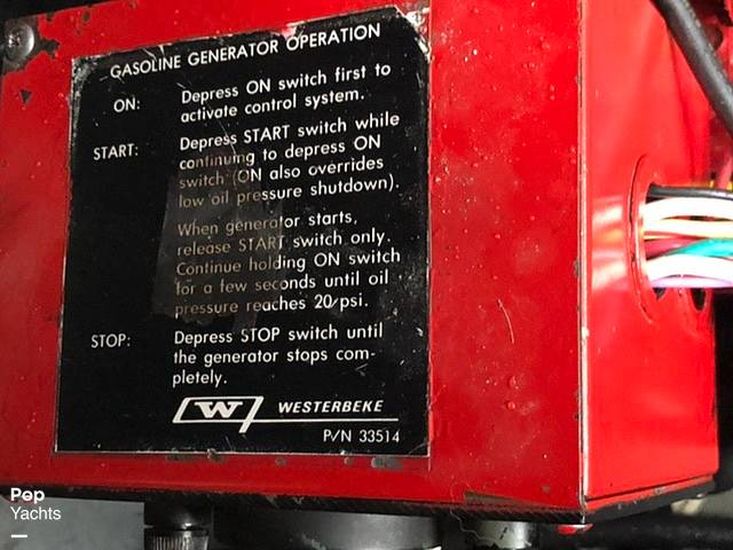 GASOLINE GENERATOR OPERATION
ON: Depress ON switch first to
activate control system.
START: Depress START switch while
continuing to depress ON
switch (ON also overrides
low oil pressure shutdown).
When generator starts,
release START switch only.
Continue holding ON switch
for a few seconds until oil
pressure reaches 20/psi.
STOP: Depress STOP switch until
the generator stops com-
pletely.
W WESTERBEKE
P/N 33514
Pop
Yachts